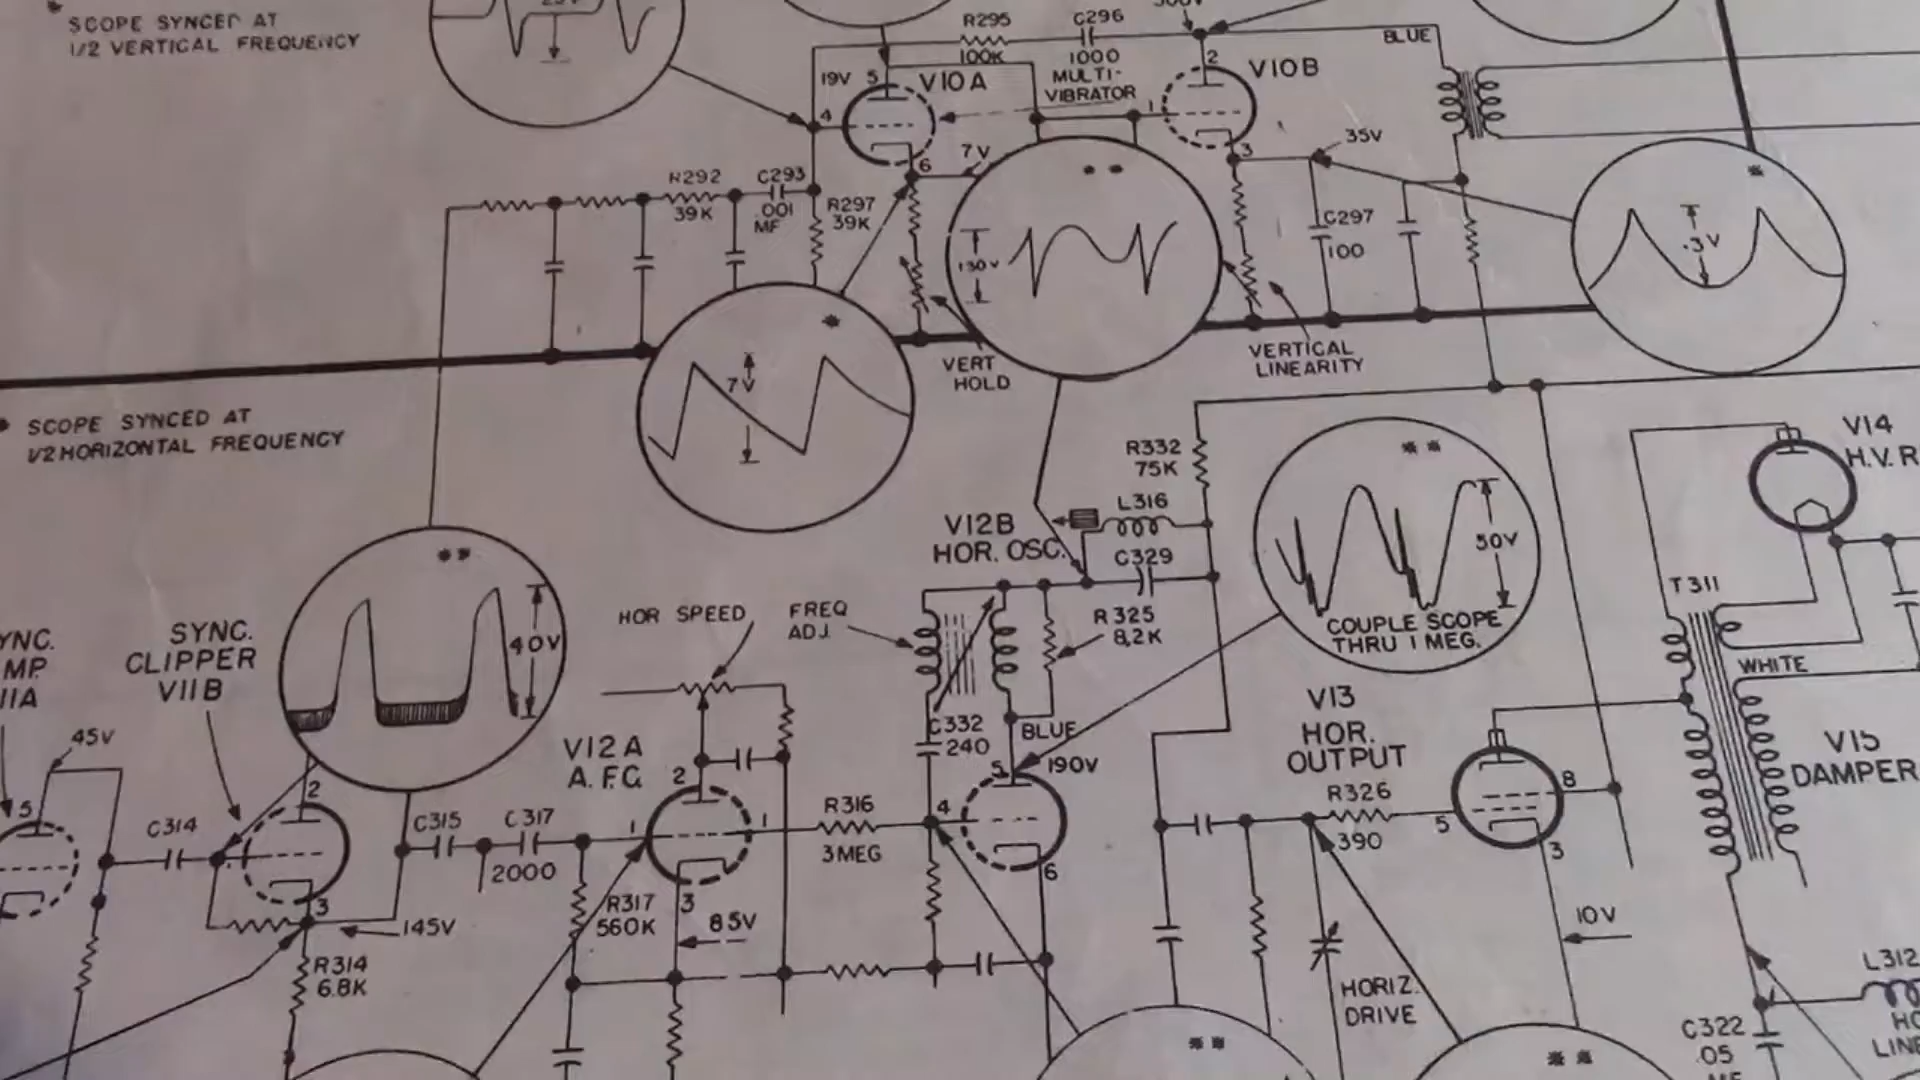 * SCOPE SYNCED AT
1/2 VERTICAL FREQUENCY
R295
100K
C296
1000
MULTI-
VIBRATOR
BLUE
19V
5
V10A
4
6
7V
2
V10B
1
3
35V
R292
39K
C293
.001
MF
R297
39K
**
130V
C297
100
*
.3V
*
7V
VERT
HOLD
VERTICAL
LINEARITY
SCOPE SYNCED AT
1/2 HORIZONTAL FREQUENCY
R332
75K
L316
V12B
HOR. OSC.
C329
**
50V
COUPLE SCOPE
THRU 1 MEG.
V14
H.V. R
T311
WHITE
**
40V
YNC.
MP.
11A
SYNC.
CLIPPER
V11B
HOR SPEED
FREQ
ADJ.
R325
8.2K
C332
240
BLUE
190V
V13
HOR.
OUTPUT
R326
390
5
8
3
10V
V15
DAMPER
45V
5
C314
2
3
145V
R314
6.8K
C315
C317
2000
V12A
A.F.C.
2
1
1
3
R317
560K
85V
R316
3MEG
4
5
6
HORIZ.
DRIVE
L312
HO
LINE
C322
.05
MF
**
**